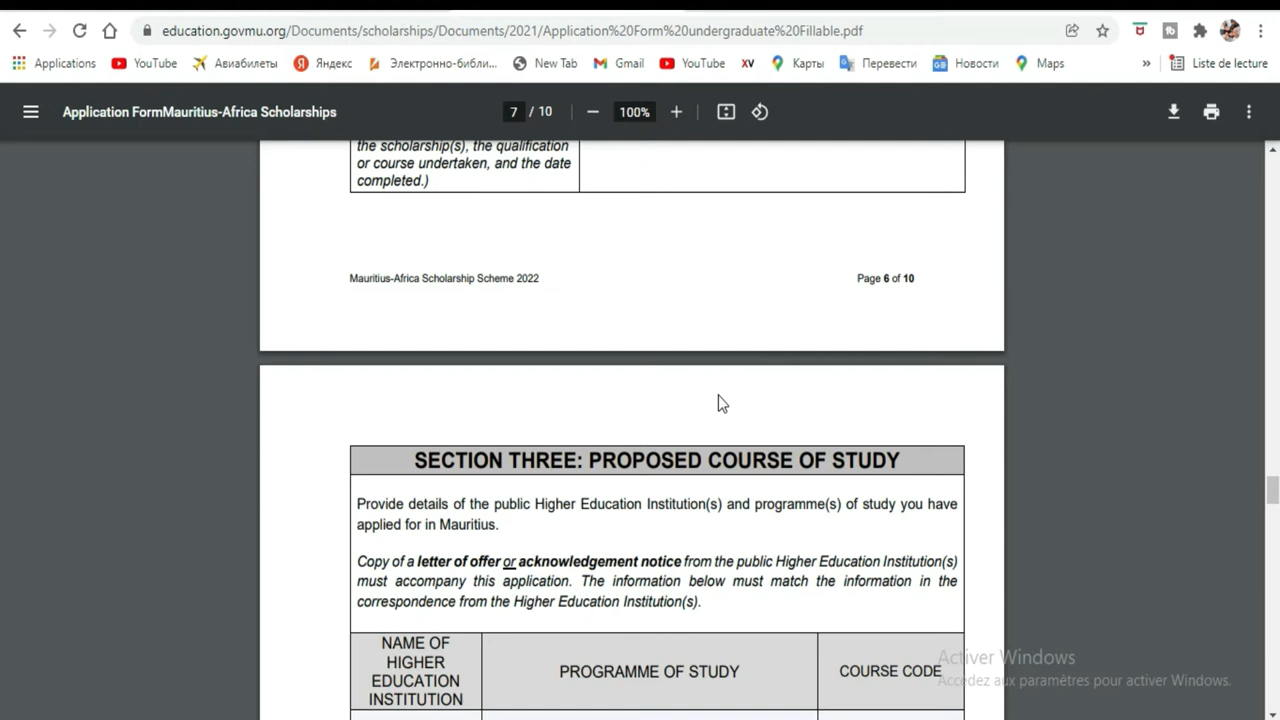 education.govmu.org/Documents/scholarships/Documents/2021/Application%20Form%20undergraduate%20Fillable.pdf
Applications YouTube Авиабилеты Яндекс Электронно-библи... New Tab Gmail YouTube XV Карты Перевести Новости Maps » Liste de lecture
Application FormMauritius-Africa Scholarships 7 / 10 — 100% +
the scholarship(s), the qualification
or course undertaken, and the date
completed.)
Mauritius-Africa Scholarship Scheme 2022 Page 6 of 10
SECTION THREE: PROPOSED COURSE OF STUDY
Provide details of the public Higher Education Institution(s) and programme(s) of study you have
applied for in Mauritius.
Copy of a letter of offer or acknowledgement notice from the public Higher Education Institution(s)
must accompany this application. The information below must match the information in the
correspondence from the Higher Education Institution(s).
NAME OF
HIGHER
EDUCATION
INSTITUTION
PROGRAMME OF STUDY
COURSE CODE
Activer Windows
Accédez aux paramètres pour activer Windows.